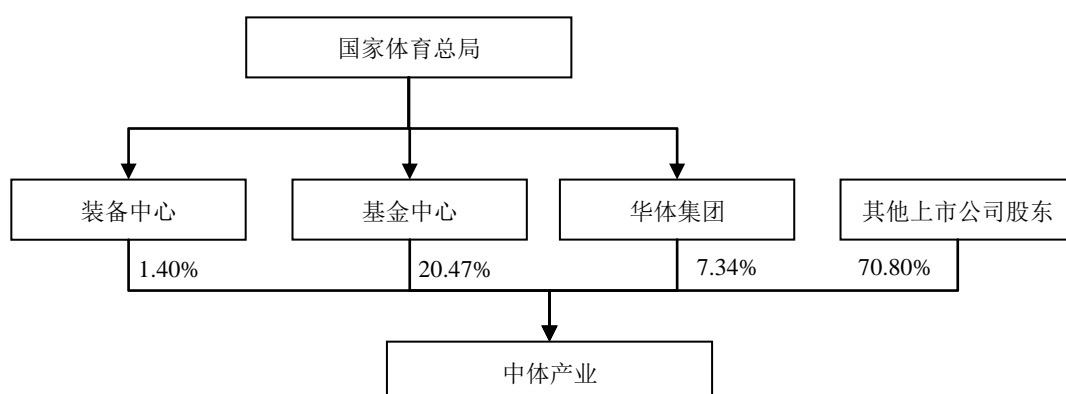 国家体育总局
装备中心
基金中心
华体集团
其他上市公司股东
1.40%
20.47%
7.34%
70.80%
中体产业